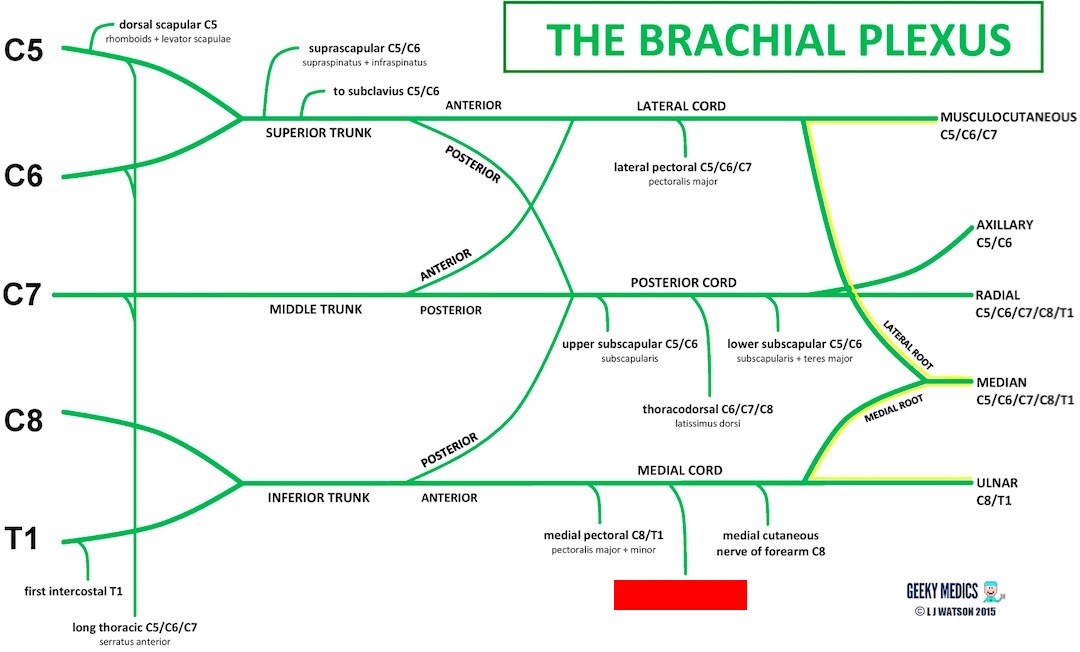 THE BRACHIAL PLEXUS
C5
dorsal scapular C5
rhomboids + levator scapulae
suprascapular C5/C6
supraspinatus + infraspinatus
to subclavius C5/C6
SUPERIOR TRUNK
ANTERIOR
POSTERIOR
LATERAL CORD
lateral pectoral C5/C6/C7
pectoralis major
MUSCULOCUTANEOUS
C5/C6/C7
C6
AXILLARY
C5/C6
C7
MIDDLE TRUNK
ANTERIOR
POSTERIOR
POSTERIOR CORD
upper subscapular C5/C6
subscapularis
lower subscapular C5/C6
subscapularis + teres major
thoracodorsal C6/C7/C8
latissimus dorsi
RADIAL
C5/C6/C7/C8/T1
LATERAL ROOT
MEDIAN
C5/C6/C7/C8/T1
MEDIAL ROOT
C8
POSTERIOR
INFERIOR TRUNK
ANTERIOR
MEDIAL CORD
medial pectoral C8/T1
pectoralis major + minor
medial cutaneous
nerve of forearm C8
ULNAR
C8/T1
T1
first intercostal T1
long thoracic C5/C6/C7
serratus anterior
GEEKY MEDICS
© L J WATSON 2015